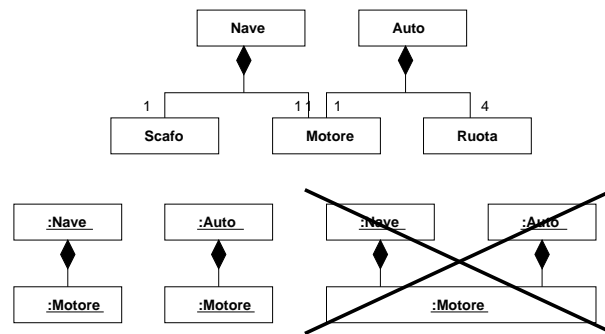 Nave Auto
1 1 1 1 4
Scafo Motore Ruota
:Nave :Auto :Nave :Auto
:Motore :Motore :Motore